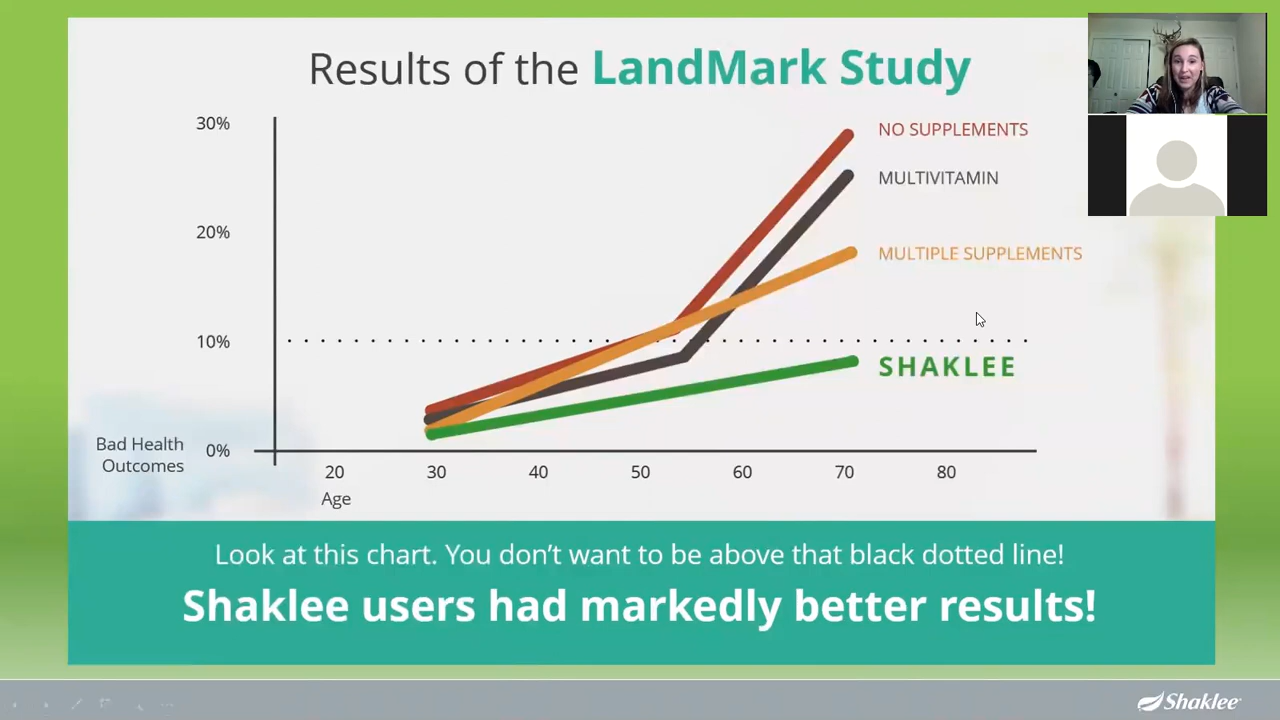 Results of the LandMark Study
30%
NO SUPPLEMENTS
MULTIVITAMIN
20%
MULTIPLE SUPPLEMENTS
10%
SHAKLEE
Bad Health
Outcomes
0%
20 30 40 50 60 70 80
Age
Look at this chart. You don’t want to be above that black dotted line!
Shaklee users had markedly better results!
Shaklee